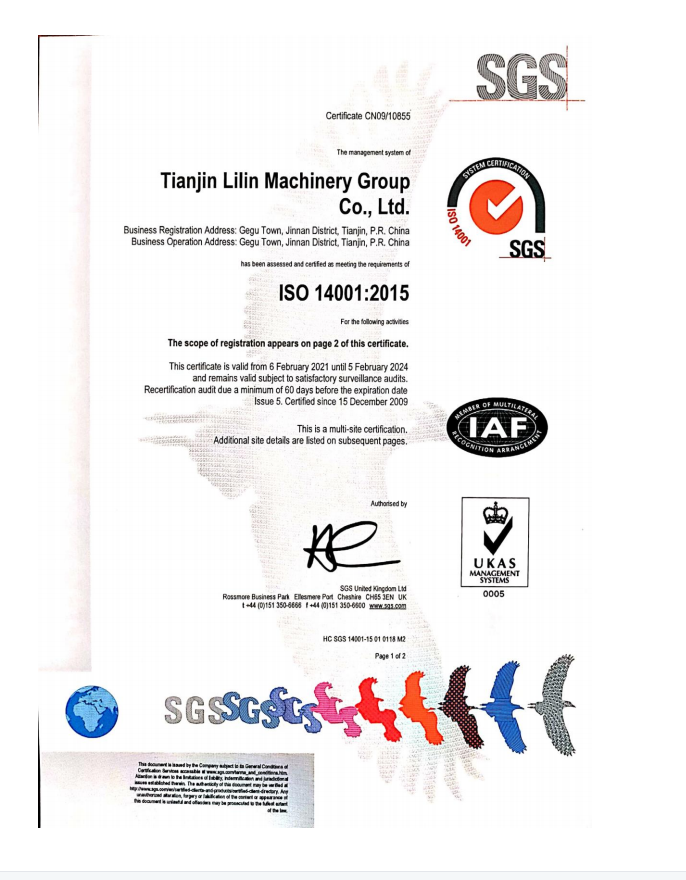 SGS
Certificate CN09/10855
The management system of
Tianjin Lilin Machinery Group
Co., Ltd.
Business Registration Address: Gegu Town, Jinnan District, Tianjin, P.R. China
Business Operation Address: Gegu Town, Jinnan District, Tianjin, P.R. China
has been assessed and certified as meeting the requirements of
ISO 14001:2015
For the following activities
The scope of registration appears on page 2 of this certificate.
This certificate is valid from 6 February 2021 until 5 February 2024
and remains valid subject to satisfactory surveillance audits.
Recertification audit due a minimum of 60 days before the expiration date
Issue 5. Certified since 15 December 2009
This is a multi-site certification.
Additional site details are listed on subsequent pages.
Authorised by
SGS United Kingdom Ltd
Rossmore Business Park Ellesmere Port Cheshire CH65 3EN UK
t +44 (0)151 350-6666 f +44 (0)151 350-6600 www.sgs.com
HC SGS 14001-15 01 0118 M2
Page 1 of 2
SYSTEM CERTIFICATION
ISO 14001
SGS
MEMBER OF MULTILATERAL
IAF
RECOGNITION ARRANGEMENT
UKAS
MANAGEMENT
SYSTEMS
0005
SGSSGSSGS
This document is issued by the Company subject to its General Conditions of
Certification Services accessible at www.sgs.com/terms_and_conditions.htm.
Attention is drawn to the limitations of liability, indemnification and jurisdictional
issues established therein. The authenticity of this document may be verified at
http://www.sgs.com/en/certified-clients-and-products/certified-client-directory. Any
unauthorized alteration, forgery or falsification of the content or appearance of
this document is unlawful and offenders may be prosecuted to the fullest extent
of the law.